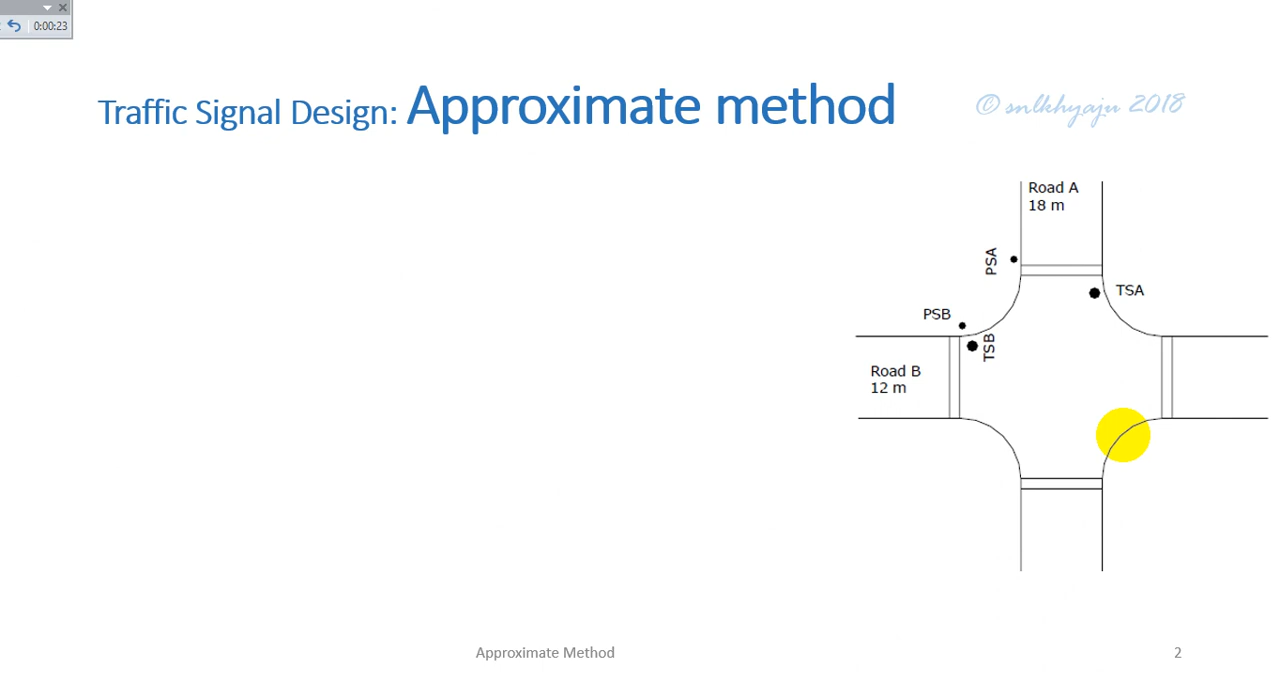 0:00:23
Traffic Signal Design: Approximate method
© snlkhyaju 2018
Road A
18 m
PSA
TSA
PSB
TSB
Road B
12 m
Approximate Method
2